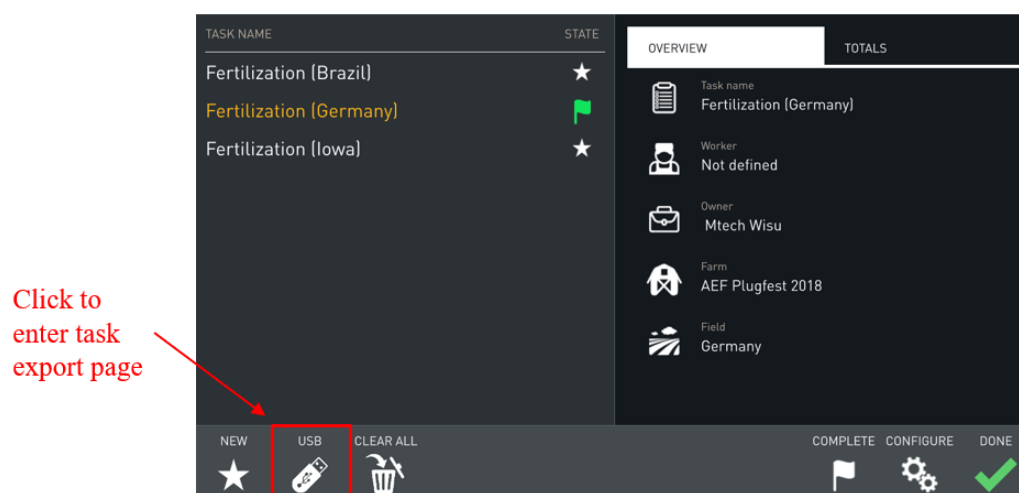 TASK NAME STATE
Fertilization (Brazil)
Fertilization (Germany)
Fertilization (Iowa)
OVERVIEW TOTALS
Task name
Fertilization (Germany)
Worker
Not defined
Owner
Mtech Wisu
Farm
AEF Plugfest 2018
Field
Germany
Click to
enter task
export page
NEW USB CLEAR ALL COMPLETE CONFIGURE DONE